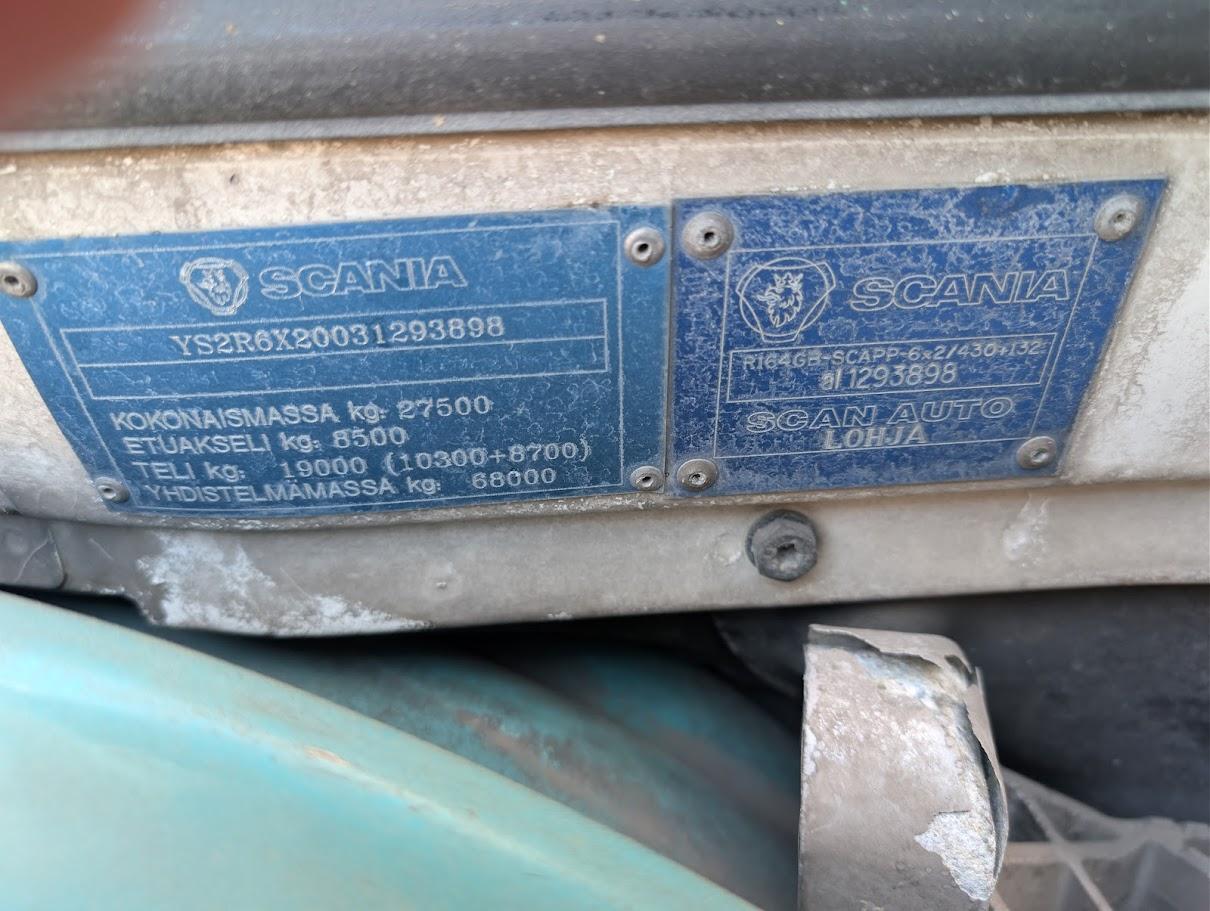 SCANIA
YS2R6X20031293898
KOKONAISMASSA kg: 27500
ETUAKSELI kg: 8500
TELI kg: 19000 (10300+8700)
YHDISTELMÄMASSA kg: 68000
SCANIA
R164GB-SCAPP-6x2/430+132
al 1293898
SCAN AUTO
LOHJA